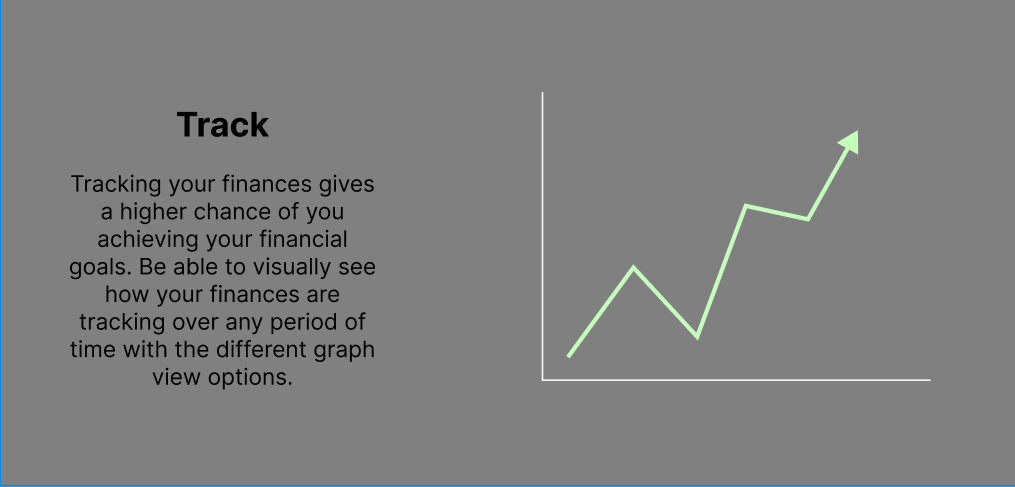 Track
Tracking your finances gives
a higher chance of you
achieving your financial
goals. Be able to visually see
how your finances are
tracking over any period of
time with the different graph
view options.